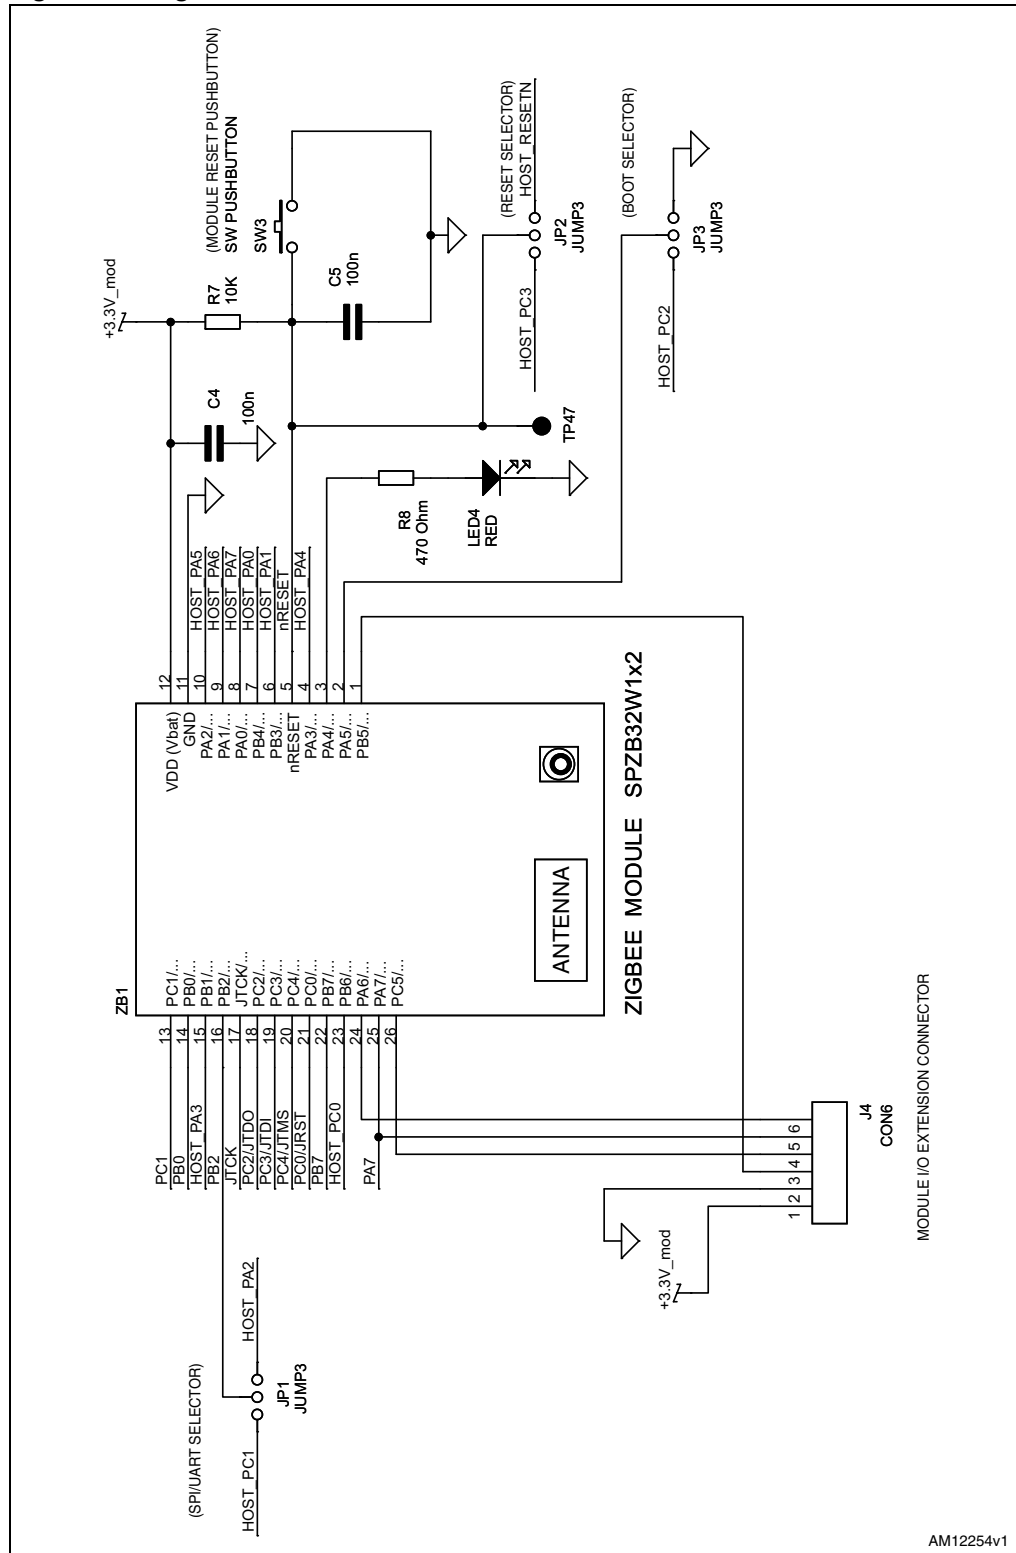 (MODULE RESET PUSHBUTTON)
SW PUSHBUTTON
SW3
+3.3V_mod
R7
10K
C5
100n
C4
100n
(RESET SELECTOR)
HOST_RESETN
JP2
JUMP3
HOST_PC3
(BOOT SELECTOR)
JP3
JUMP3
HOST_PC2
TP47
R8
470 Ohm
LED4
RED
HOST_PA5
HOST_PA6
HOST_PA7
HOST_PA0
HOST_PA1
nRESET
HOST_PA4
12
11
10
9
8
7
6
5
4
3
2
1
VDD (Vbat)
GND
PA2/...
PA1/...
PA0/...
PB4/...
PB3/...
nRESET
PA3/...
PA4/...
PA5/...
PB5/...
ZIGBEE MODULE SPZB32W1x2
ANTENNA
ZB1
PC1/...
PB0/...
PB1/...
PB2/...
JTCK/...
PC2/...
PC3/...
PC4/...
PC0/...
PB7/...
PB6/...
PA6/...
PA7/...
PC5/...
13
14
15
16
17
18
19
20
21
22
23
24
25
26
PC1
PB0
HOST_PA3
PB2
JTCK
PC2/JTDO
PC3/JTDI
PC4/JTMS
PC0/JRST
PB7
HOST_PC0
PA7
J4
CON6
1
2
3
4
5
6
MODULE I/O EXTENSION CONNECTOR
+3.3V_mod
(SPI/UART SELECTOR)
HOST_PA2
JP1
JUMP3
HOST_PC1
AM12254v1